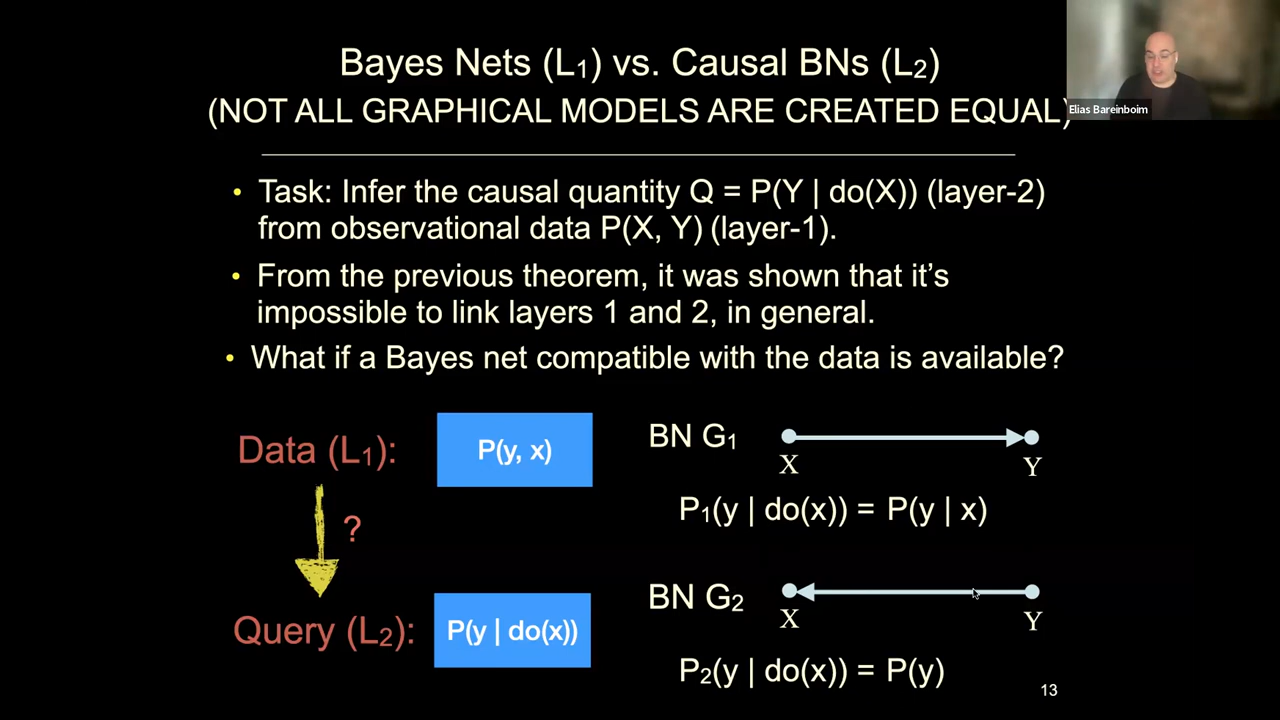 Bayes Nets (L₁) vs. Causal BNs (L₂)
(NOT ALL GRAPHICAL MODELS ARE CREATED EQUAL)
Elias Bareinboim
• Task: Infer the causal quantity Q = P(Y | do(X)) (layer-2)
from observational data P(X, Y) (layer-1).
• From the previous theorem, it was shown that it’s
impossible to link layers 1 and 2, in general.
• What if a Bayes net compatible with the data is available?
Data (L₁):
P(y, x)
?
Query (L₂):
P(y | do(x))
BN G₁
X
Y
P₁(y | do(x)) = P(y | x)
BN G₂
X
Y
P₂(y | do(x)) = P(y)
13